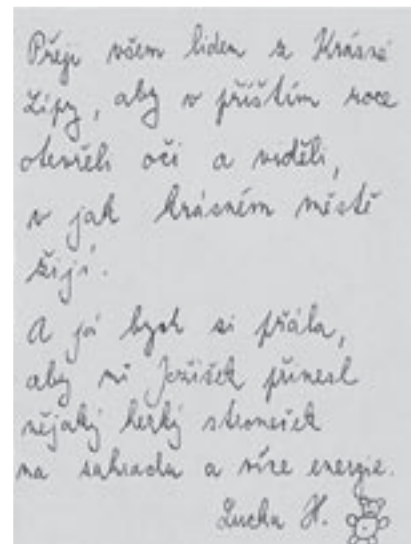 Přeji všem lidem z Krásné
Lípy, aby v příštím roce
otevřeli oči a viděli,
v jak krásném městě
žijí.
A já bych si přála,
aby mi Ježíšek přinesl
nějaký hezký stromeček
na zahradu a více energie.
Lucka H.